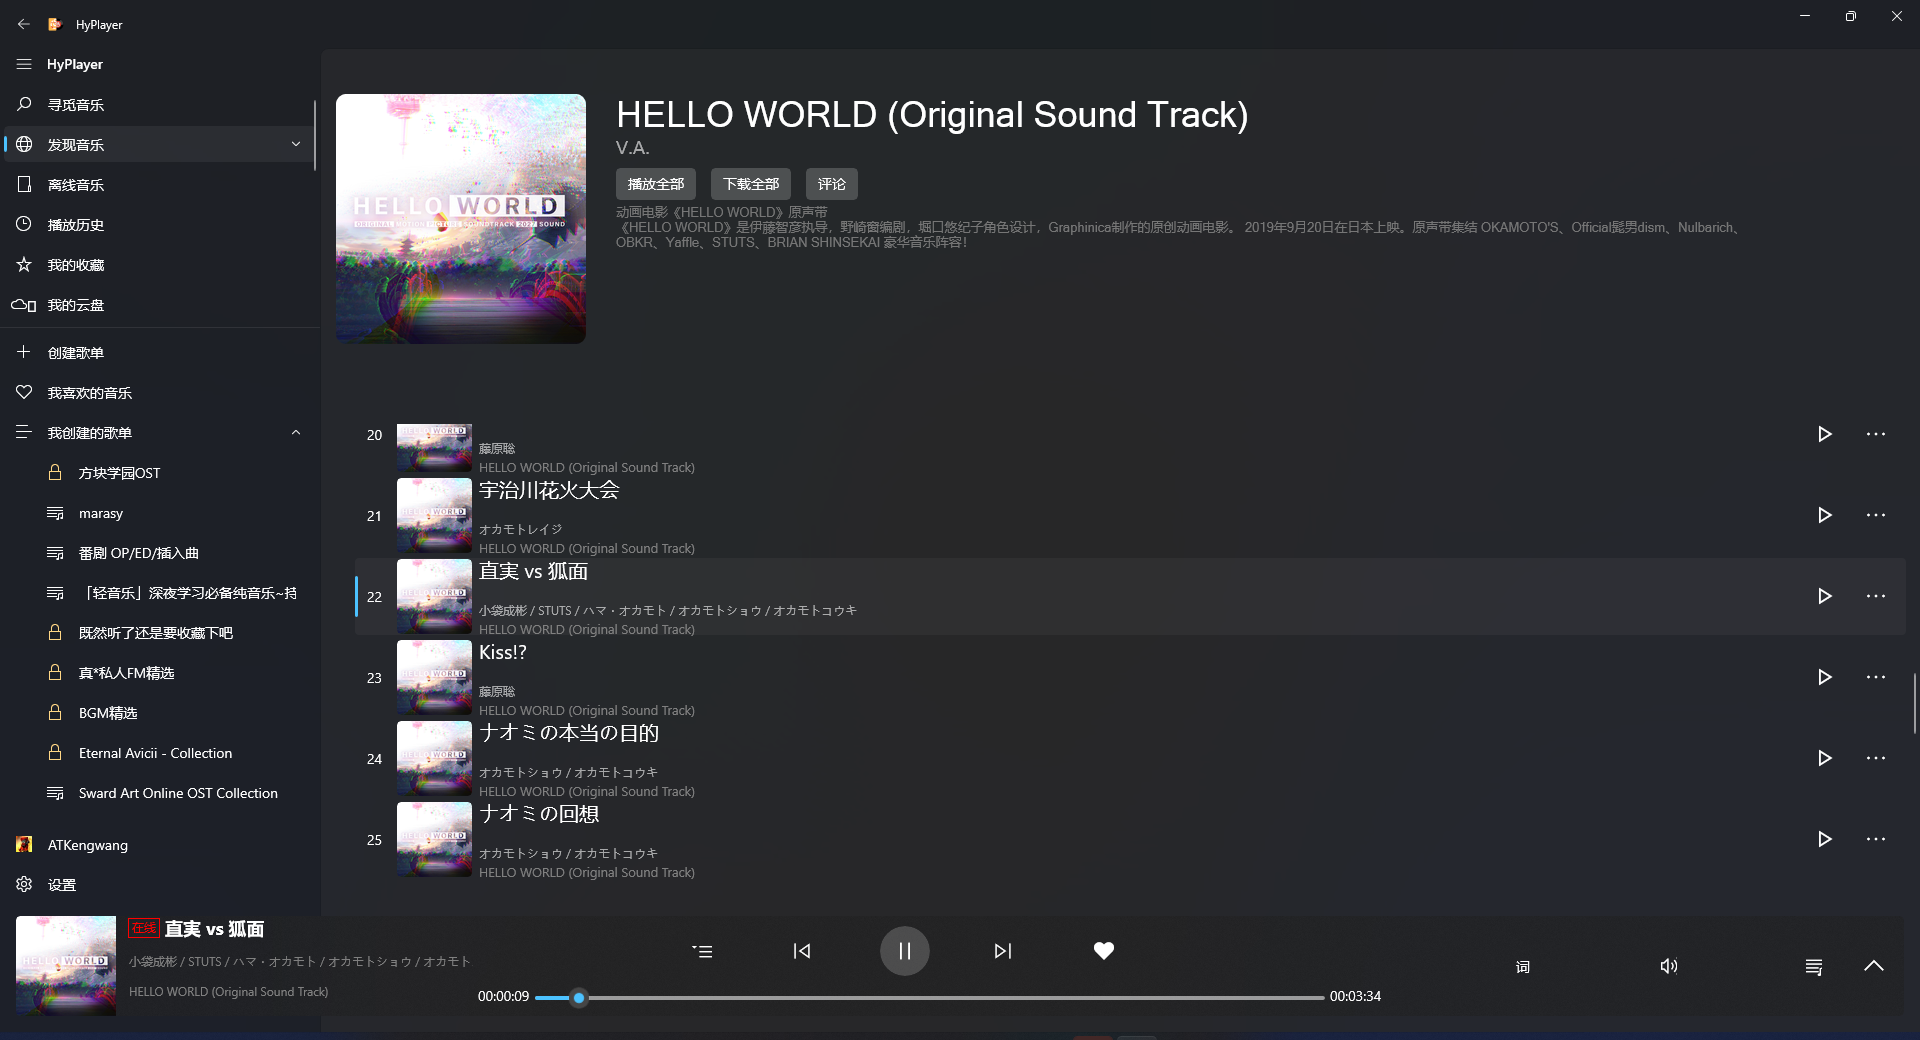 HyPlayer
HyPlayer
寻觅音乐
发现音乐
离线音乐
播放历史
我的收藏
我的云盘
创建歌单
我喜欢的音乐
我创建的歌单
方块学园OST
marasy
番剧 OP/ED/插入曲
「轻音乐」深夜学习必备纯音乐~持
既然听了还是要收藏下吧
真*私人FM精选
BGM精选
Eternal Avicii - Collection
Sward Art Online OST Collection
ATKengwang
设置
HELLO WORLD
ORIGINAL MOTION PICTURE SOUNDTRACK 2027 SOUND
HELLO WORLD (Original Sound Track)
V.A.
播放全部 下载全部 评论
动画电影《HELLO WORLD》原声带
《HELLO WORLD》是伊藤智彦执导，野崎窗编剧，堀口悠纪子角色设计，Graphinica制作的原创动画电影。 2019年9月20日在日本上映。原声带集结 OKAMOTO'S、Official髭男dism、Nulbarich、
OBKR、Yaffle、STUTS、BRIAN SHINSEKAI 豪华音乐阵容！
20
藤原聡
HELLO WORLD (Original Sound Track)
21
宇治川花火大会
オカモトレイジ
HELLO WORLD (Original Sound Track)
22
直実 vs 狐面
小袋成彬 / STUTS / ハマ・オカモト / オカモトショウ / オカモトコウキ
HELLO WORLD (Original Sound Track)
23
Kiss!?
藤原聡
HELLO WORLD (Original Sound Track)
24
ナオミの本当の目的
オカモトショウ / オカモトコウキ
HELLO WORLD (Original Sound Track)
25
ナオミの回想
オカモトショウ / オカモトコウキ
HELLO WORLD (Original Sound Track)
在线 直実 vs 狐面
小袋成彬 / STUTS / ハマ・オカモト / オカモトショウ / オカモト
HELLO WORLD (Original Sound Track)
00:00:09
00:03:34
词